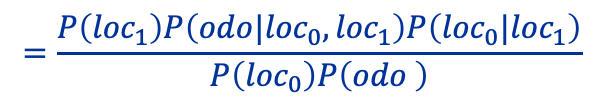 = P(loc₁)P(odo|loc₀, loc₁)P(loc₀|loc₁)
P(loc₀)P(odo )